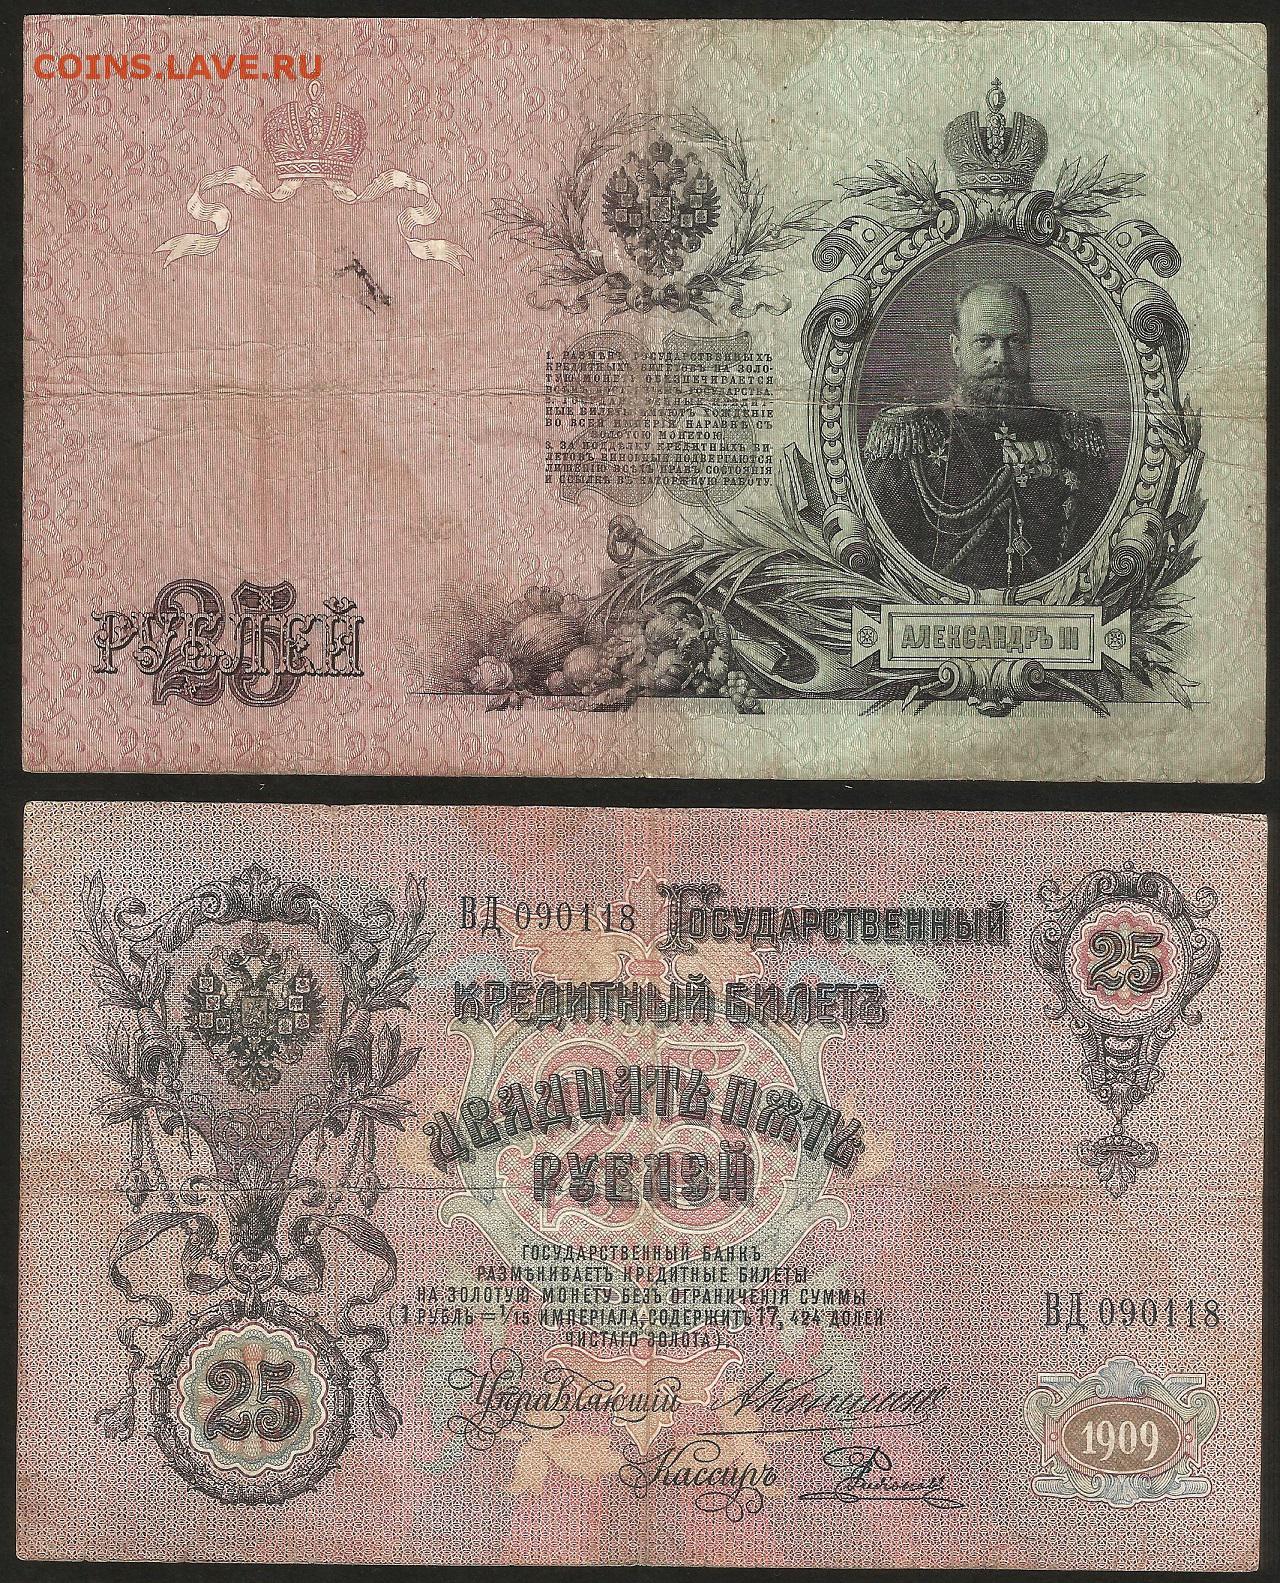 COINS.LAVE.RU
1. РАЗМѢНЪ ГОСУДАРСТВЕННЫХЪ
КРЕДИТНЫХЪ БИЛЕТОВЪ НА ЗОЛО-
ТУЮ МОНЕТУ ОБЕЗПЕЧИВАЕТСЯ
ВСѢМЪ ДОСТОЯНІЕМЪ ГОСУДАРСТВА.
2. ГОСУДАРСТВЕННЫЕ КРЕДИТ-
НЫЕ БИЛЕТЫ ИМѢЮТЪ ХОЖДЕНІЕ
ВО ВСЕЙ ИМПЕРІИ НАРАВНѢ СЪ
ЗОЛОТОЮ МОНЕТОЮ.
3. ЗА ПОДДѢЛКУ КРЕДИТНЫХЪ БИ-
ЛЕТОВЪ ВИНОВНЫЕ ПОДВЕРГАЮТСЯ
ЛИШЕНІЮ ВСѢХЪ ПРАВЪ СОСТОЯНІЯ
И ССЫЛКѢ ВЪ КАТОРЖНУЮ РАБОТУ.
25
РУБЛЕЙ
АЛЕКСАНДРЪ III
ВД 090118
ГОСУДАРСТВЕННЫЙ
КРЕДИТНЫЙ БИЛЕТЪ
25
ДВАДЦАТЬ ПЯТЬ
РУБЛЕЙ
25
ГОСУДАРСТВЕННЫЙ БАНКЪ
РАЗМѢНИВАЕТЪ КРЕДИТНЫЕ БИЛЕТЫ
НА ЗОЛОТУЮ МОНЕТУ БЕЗЪ ОГРАНИЧЕНІЯ СУММЫ
(1 РУБЛЬ = 1/15 ИМПЕРІАЛА, СОДЕРЖИТЪ 17, 424 ДОЛЕЙ
ЧИСТАГО ЗОЛОТА).
ВД 090118
25
Управляющій
Кассиръ
1909